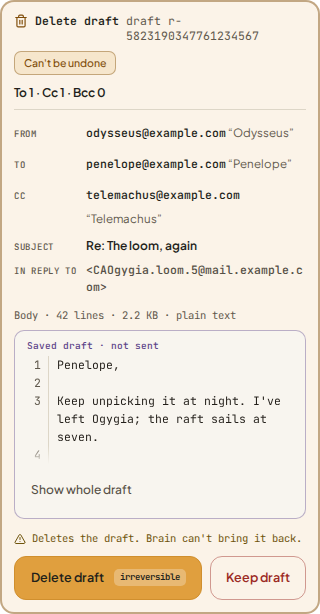 Delete draft draft r-
5823190347761234567
Can't be undone
To 1 · Cc 1 · Bcc 0
FROM odysseus@example.com “Odysseus”
TO penelope@example.com “Penelope”
CC telemachus@example.com
“Telemachus”
SUBJECT Re: The loom, again
IN REPLY TO <CAOgygia.loom.5@mail.example.c
om>
Body · 42 lines · 2.2 KB · plain text
Saved draft · not sent
1 Penelope,
2
3 Keep unpicking it at night. I've
left Ogygia; the raft sails at
seven.
4
Show whole draft
Deletes the draft. Brain can't bring it back.
Delete draft irreversible Keep draft